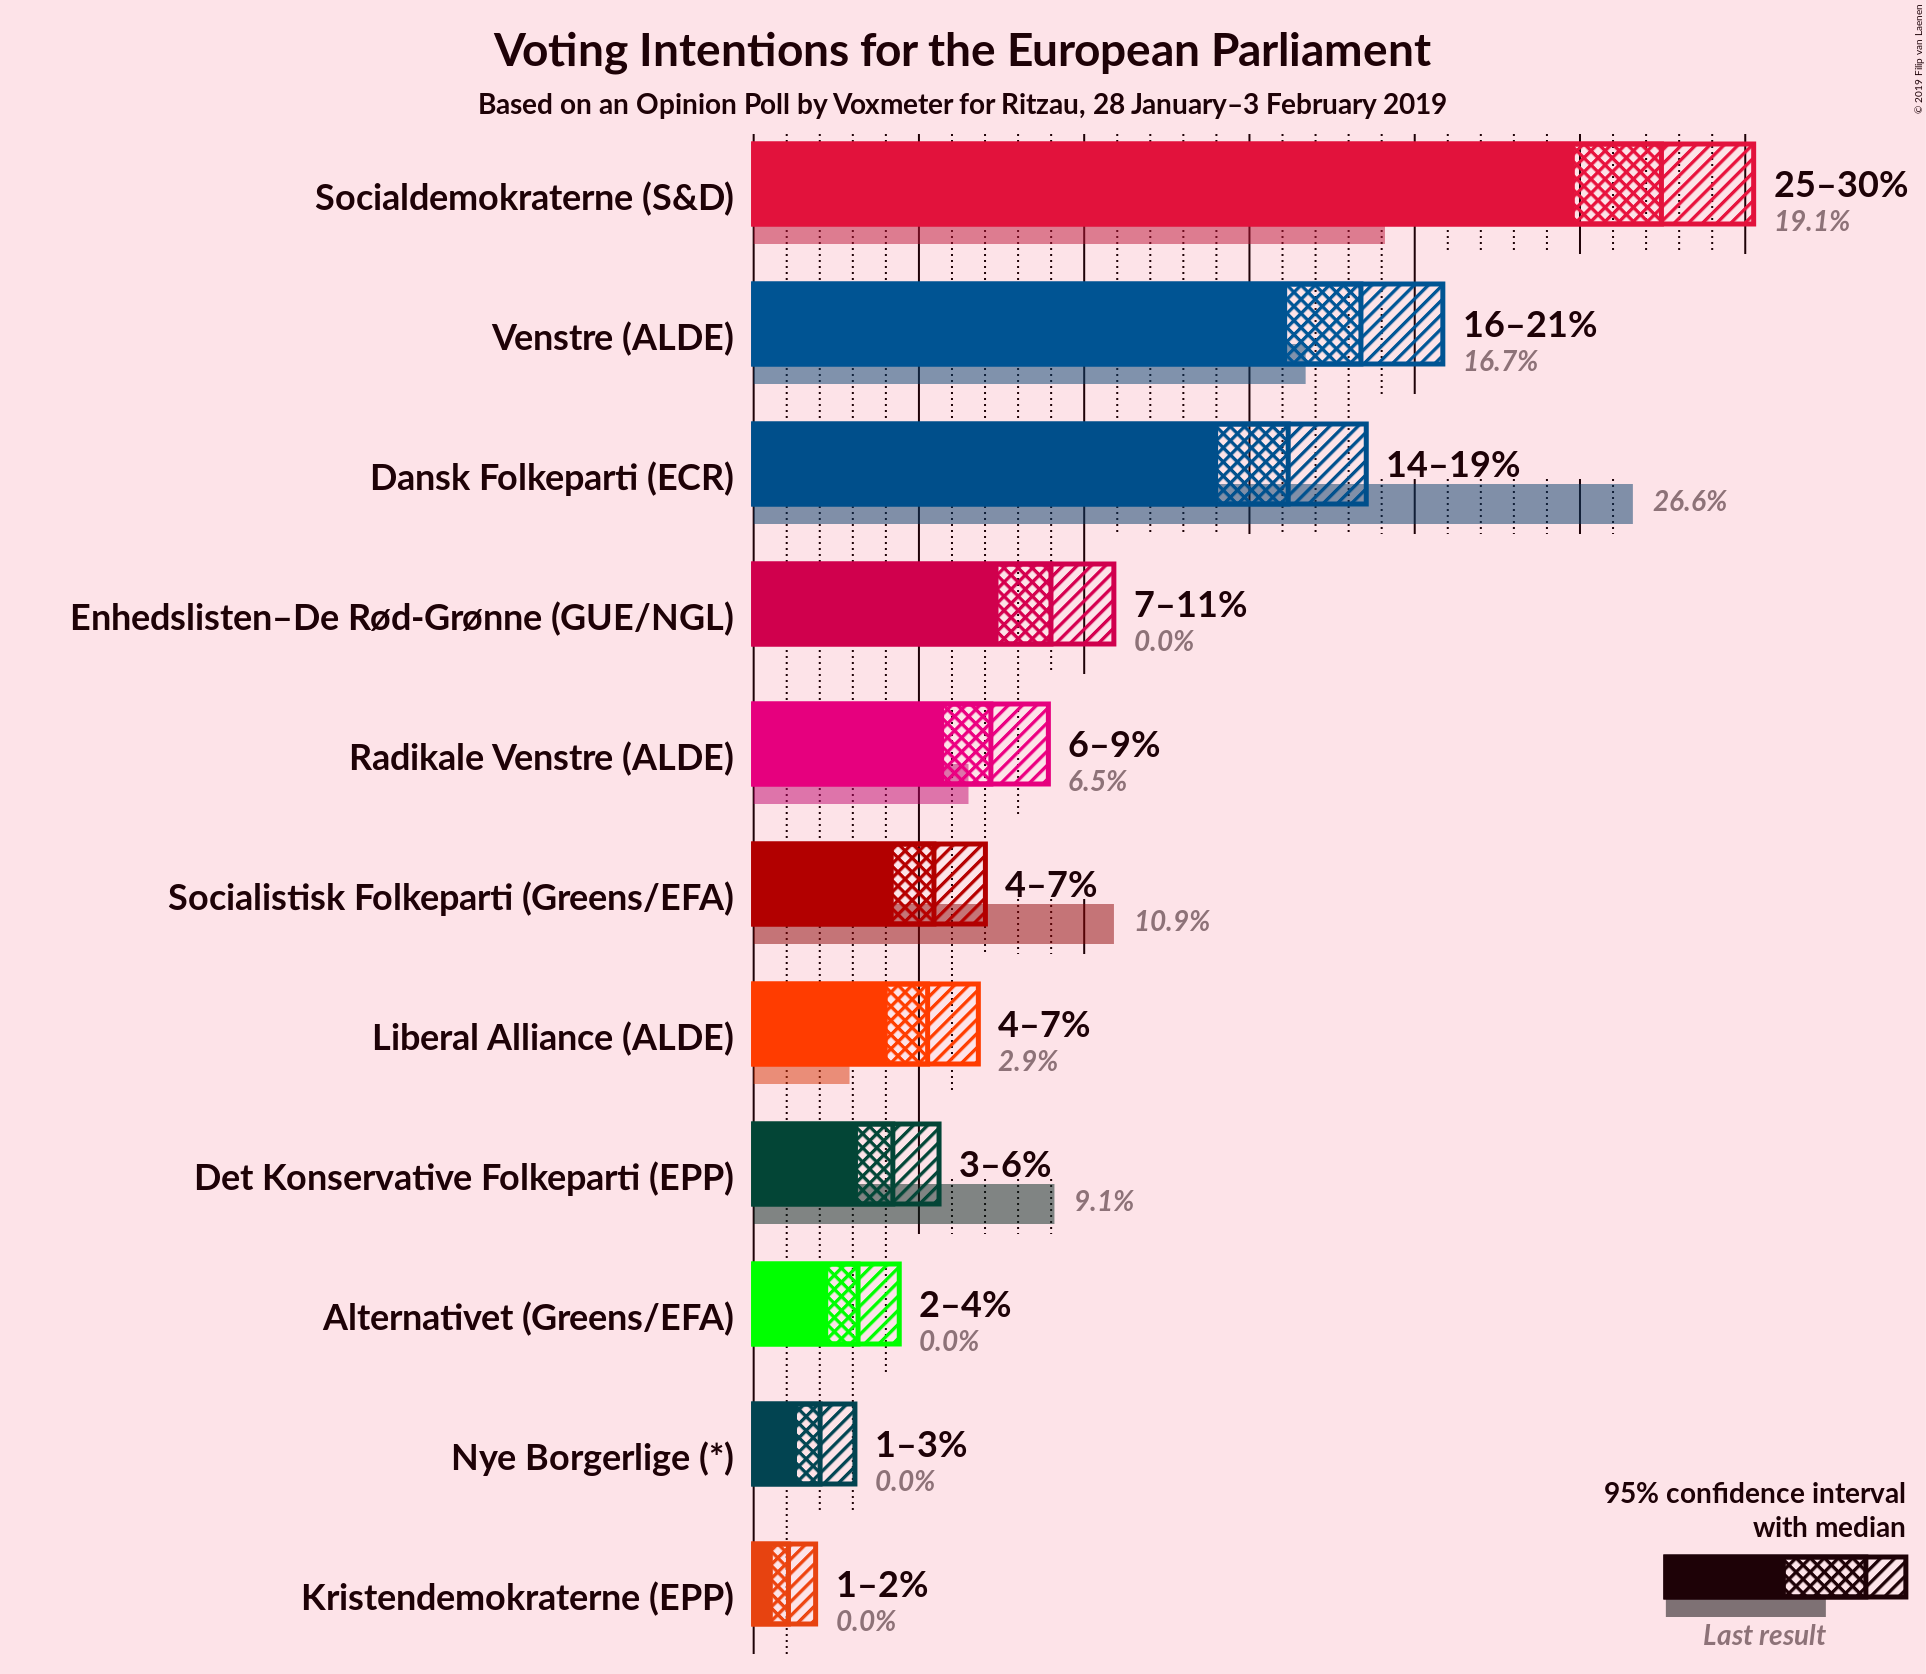 Voting Intentions for the European Parliament
Based on an Opinion Poll by Voxmeter for Ritzau, 28 January–3 February 2019
© 2019 Filip van Laenen
Socialdemokraterne (S&D)
25–30%
19.1%
Venstre (ALDE)
16–21%
16.7%
Dansk Folkeparti (ECR)
14–19%
26.6%
Enhedslisten–De Rød-Grønne (GUE/NGL)
7–11%
0.0%
Radikale Venstre (ALDE)
6–9%
6.5%
Socialistisk Folkeparti (Greens/EFA)
4–7%
10.9%
Liberal Alliance (ALDE)
4–7%
2.9%
Det Konservative Folkeparti (EPP)
3–6%
9.1%
Alternativet (Greens/EFA)
2–4%
0.0%
Nye Borgerlige (*)
1–3%
0.0%
Kristendemokraterne (EPP)
1–2%
0.0%
95% confidence interval
with median
Last result